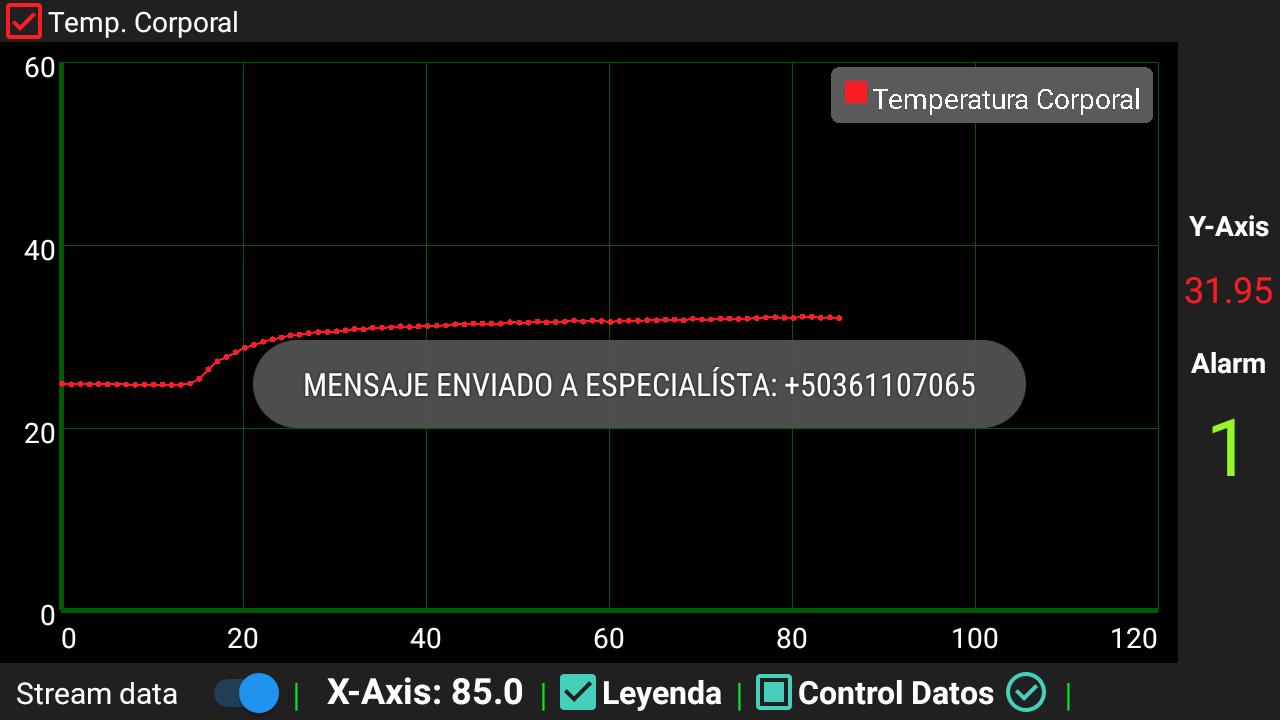 Temp. Corporal
60
Temperatura Corporal
40
20
0
0 20 40 60 80 100 120
MENSAJE ENVIADO A ESPECIALÍSTA: +50361107065
Y-Axis
31.95
Alarm
1
Stream data | X-Axis: 85.0 | Leyenda | Control Datos |